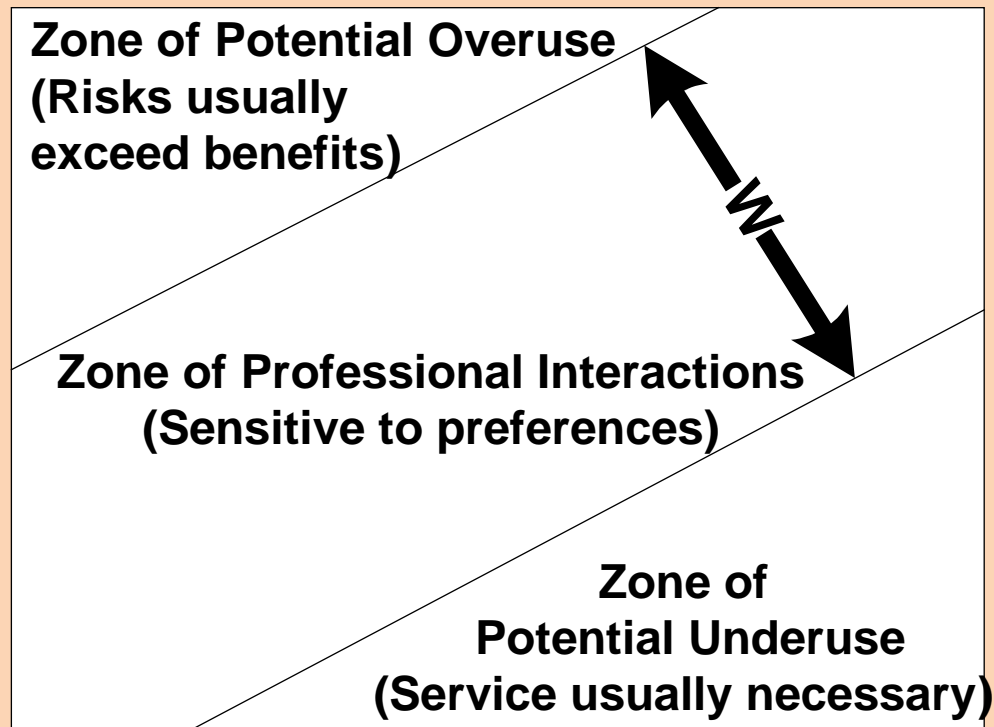 Zone of Potential Overuse
(Risks usually
exceed benefits)
W
Zone of Professional Interactions
(Sensitive to preferences)
Zone of
Potential Underuse
(Service usually necessary)